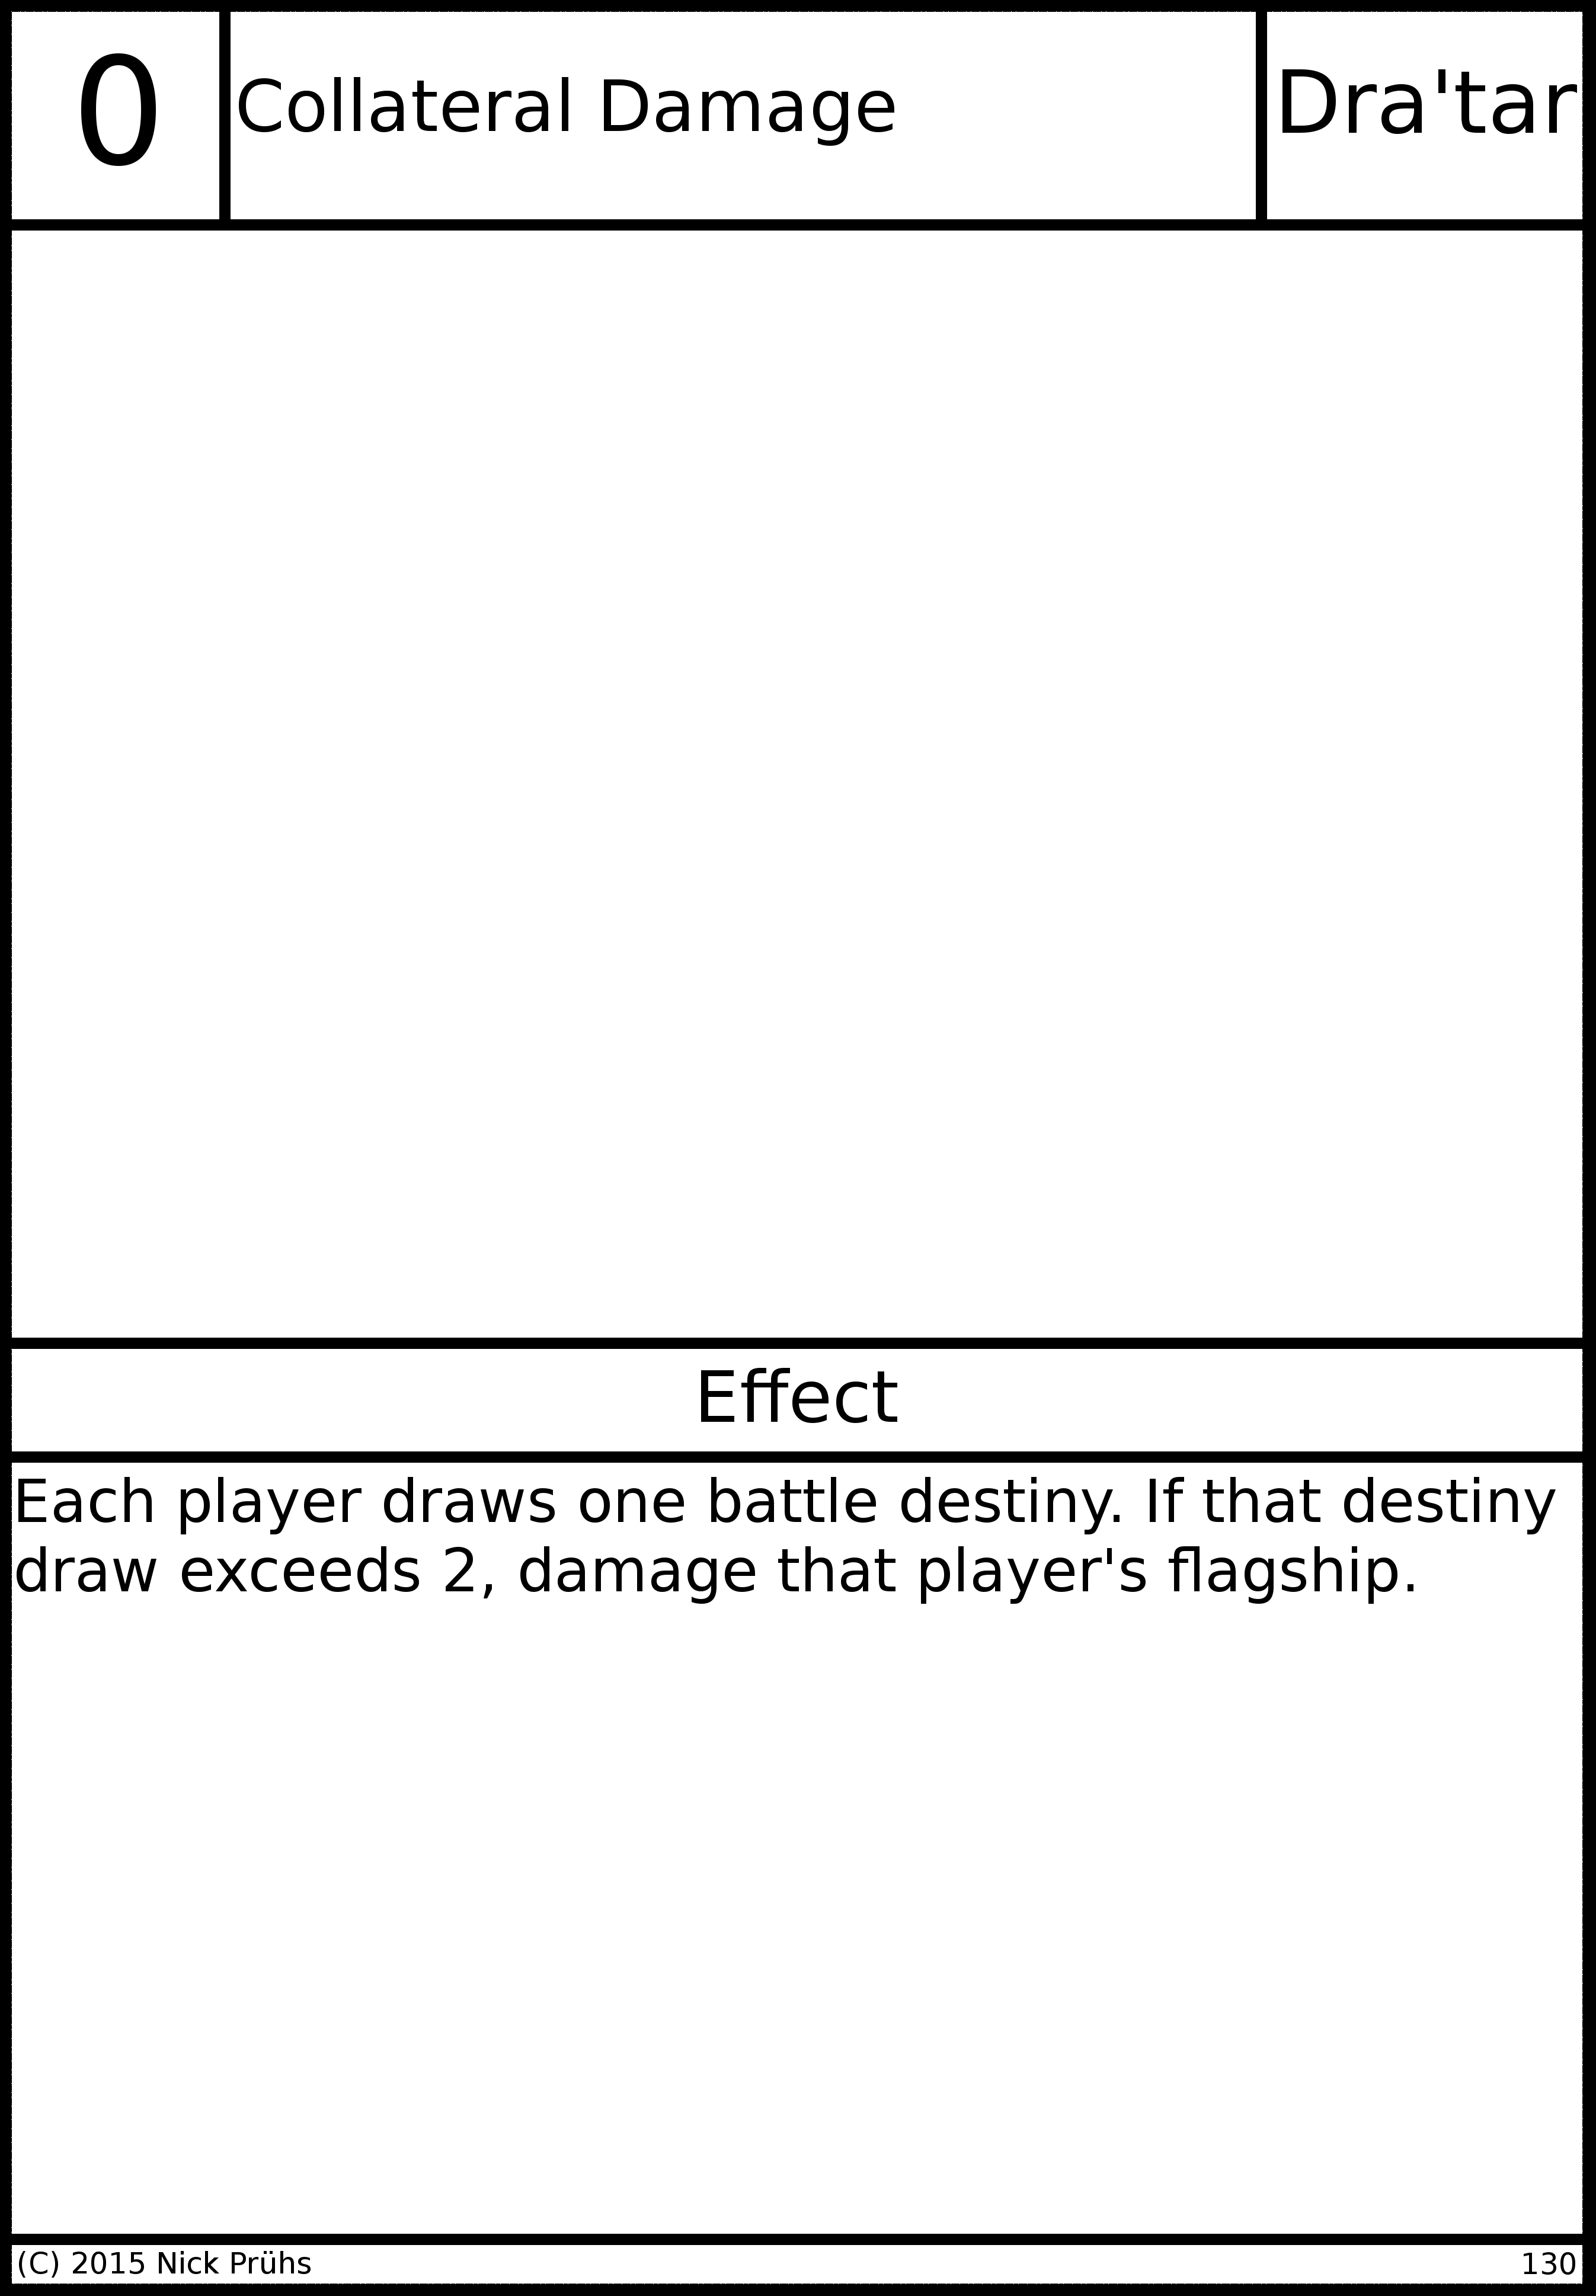 0
Collateral Damage
Dra'tar
Effect
Each player draws one battle destiny. If that destiny
draw exceeds 2, damage that player's flagship.
(C) 2015 Nick Prühs
130